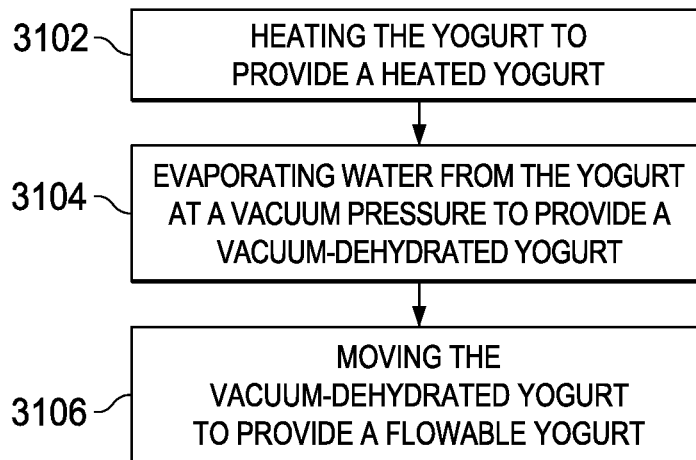 3102
HEATING THE YOGURT TO
PROVIDE A HEATED YOGURT
3104
EVAPORATING WATER FROM THE YOGURT
AT A VACUUM PRESSURE TO PROVIDE A
VACUUM-DEHYDRATED YOGURT
3106
MOVING THE
VACUUM-DEHYDRATED YOGURT
TO PROVIDE A FLOWABLE YOGURT